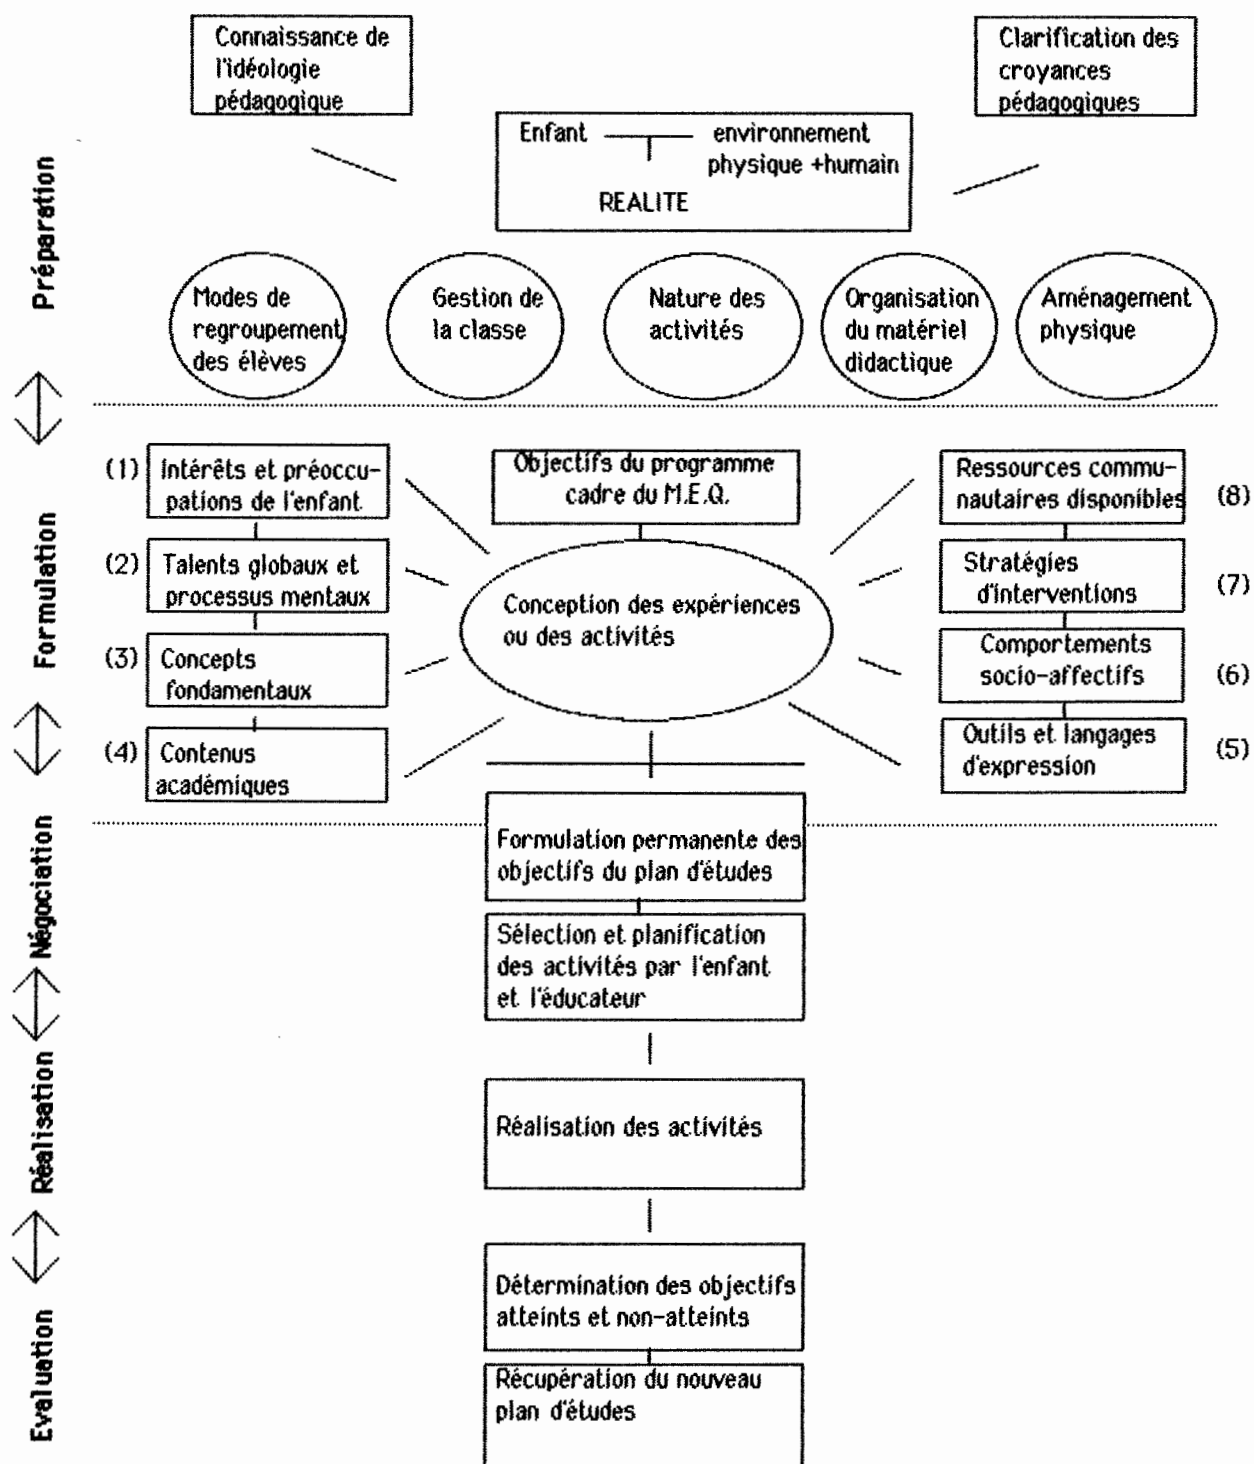 Connaissance de
l'idéologie
pédagogique
Clarification des
croyances
pédagogiques
Enfant
environnement
physique +humain
REALITE
Préparation
Modes de
regroupement
des élèves
Gestion de
la classe
Nature des
activités
Organisation
du matériel
didactique
Aménagement
physique
Formulation
(1)
Intérêts et préoccu-
pations de l'enfant
(2)
Talents globaux et
processus mentaux
(3)
Concepts
fondamentaux
(4)
Contenus
académiques
Objectifs du programme
cadre du M.E.Q.
Conception des expériences
ou des activités
Ressources commu-
nautaires disponibles
(8)
Stratégies
d'interventions
(7)
Comportements
socio-affectifs
(6)
Outils et langages
d'expression
(5)
Négociation
Formulation permanente des
objectifs du plan d'études
Sélection et planification
des activités par l'enfant
et l'éducateur
Réalisation
Réalisation des activités
Evaluation
Détermination des objectifs
atteints et non-atteints
Récupération du nouveau
plan d'études